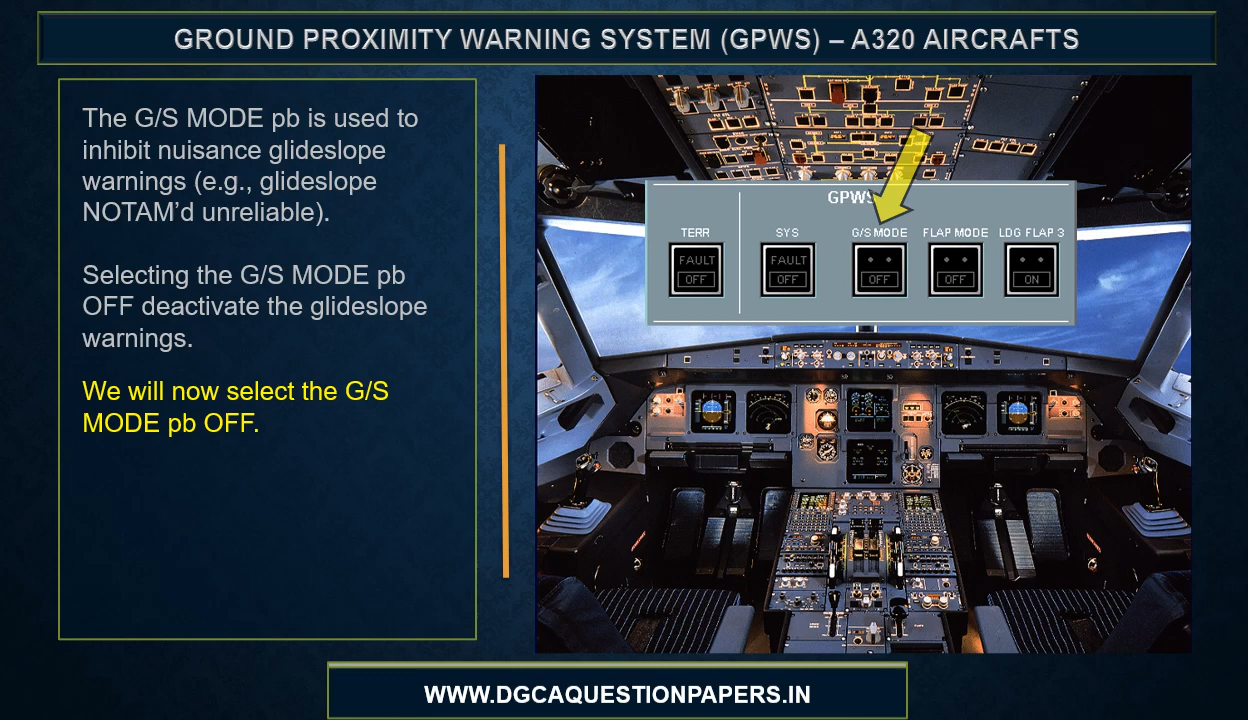 GROUND PROXIMITY WARNING SYSTEM (GPWS) – A320 AIRCRAFTS
The G/S MODE pb is used to
inhibit nuisance glideslope
warnings (e.g., glideslope
NOTAM’d unreliable).
Selecting the G/S MODE pb
OFF deactivate the glideslope
warnings.
We will now select the G/S
MODE pb OFF.
GPWS
TERR SYS G/S MODE FLAP MODE LDG FLAP 3
FAULT FAULT
OFF OFF OFF OFF ON
WWW.DGCAQUESTIONPAPERS.IN